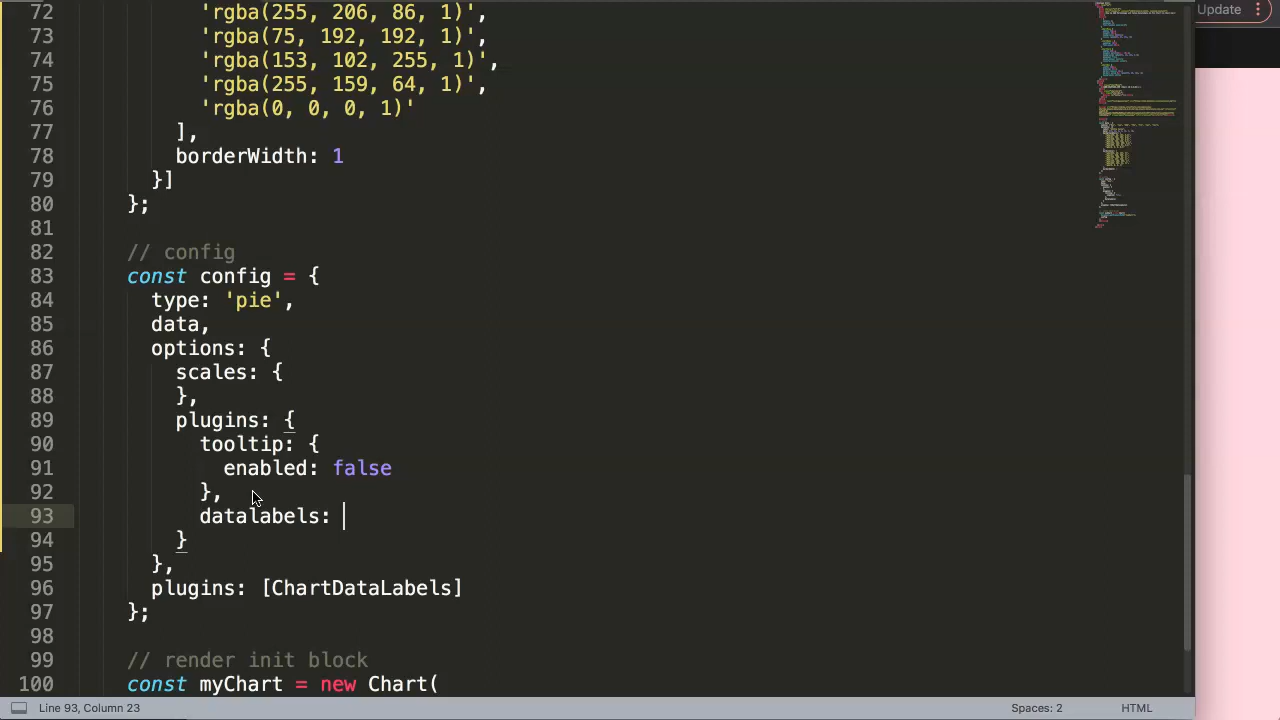 Update
72 'rgba(255, 206, 86, 1)',
73 'rgba(75, 192, 192, 1)',
74 'rgba(153, 102, 255, 1)',
75 'rgba(255, 159, 64, 1)',
76 'rgba(0, 0, 0, 1)'
77 ],
78 borderWidth: 1
79 }]
80 };
81
82 // config
83 const config = {
84 type: 'pie',
85 data,
86 options: {
87 scales: {
88 },
89 plugins: {
90 tooltip: {
91 enabled: false
92 },
93 datalabels:
94 }
95 },
96 plugins: [ChartDataLabels]
97 };
98
99 // render init block
100 const myChart = new Chart(
Line 93, Column 23
Spaces: 2
HTML